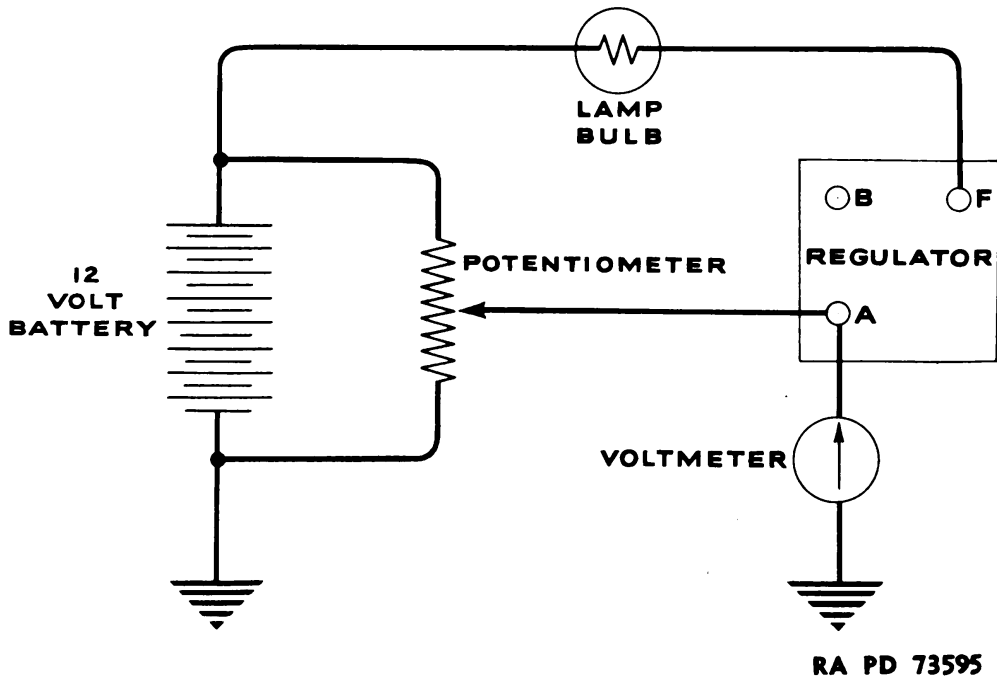 LAMP
BULB
B
F
REGULATOR
POTENTIOMETER
12
VOLT
BATTERY
A
VOLTMETER
RA PD 73595